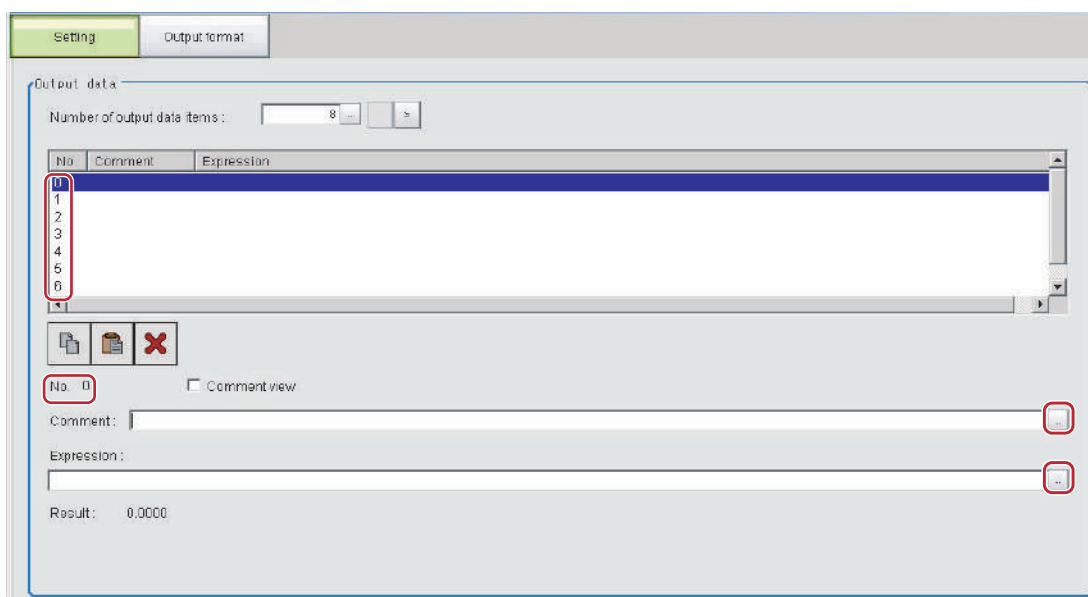 Setting Output format
Output data
Number of output data items : 8 .. >
No Comment Expression
0
1
2
3
4
5
6
No. 0 Comment view
Comment : ..
Expression :
..
Result : 0.0000